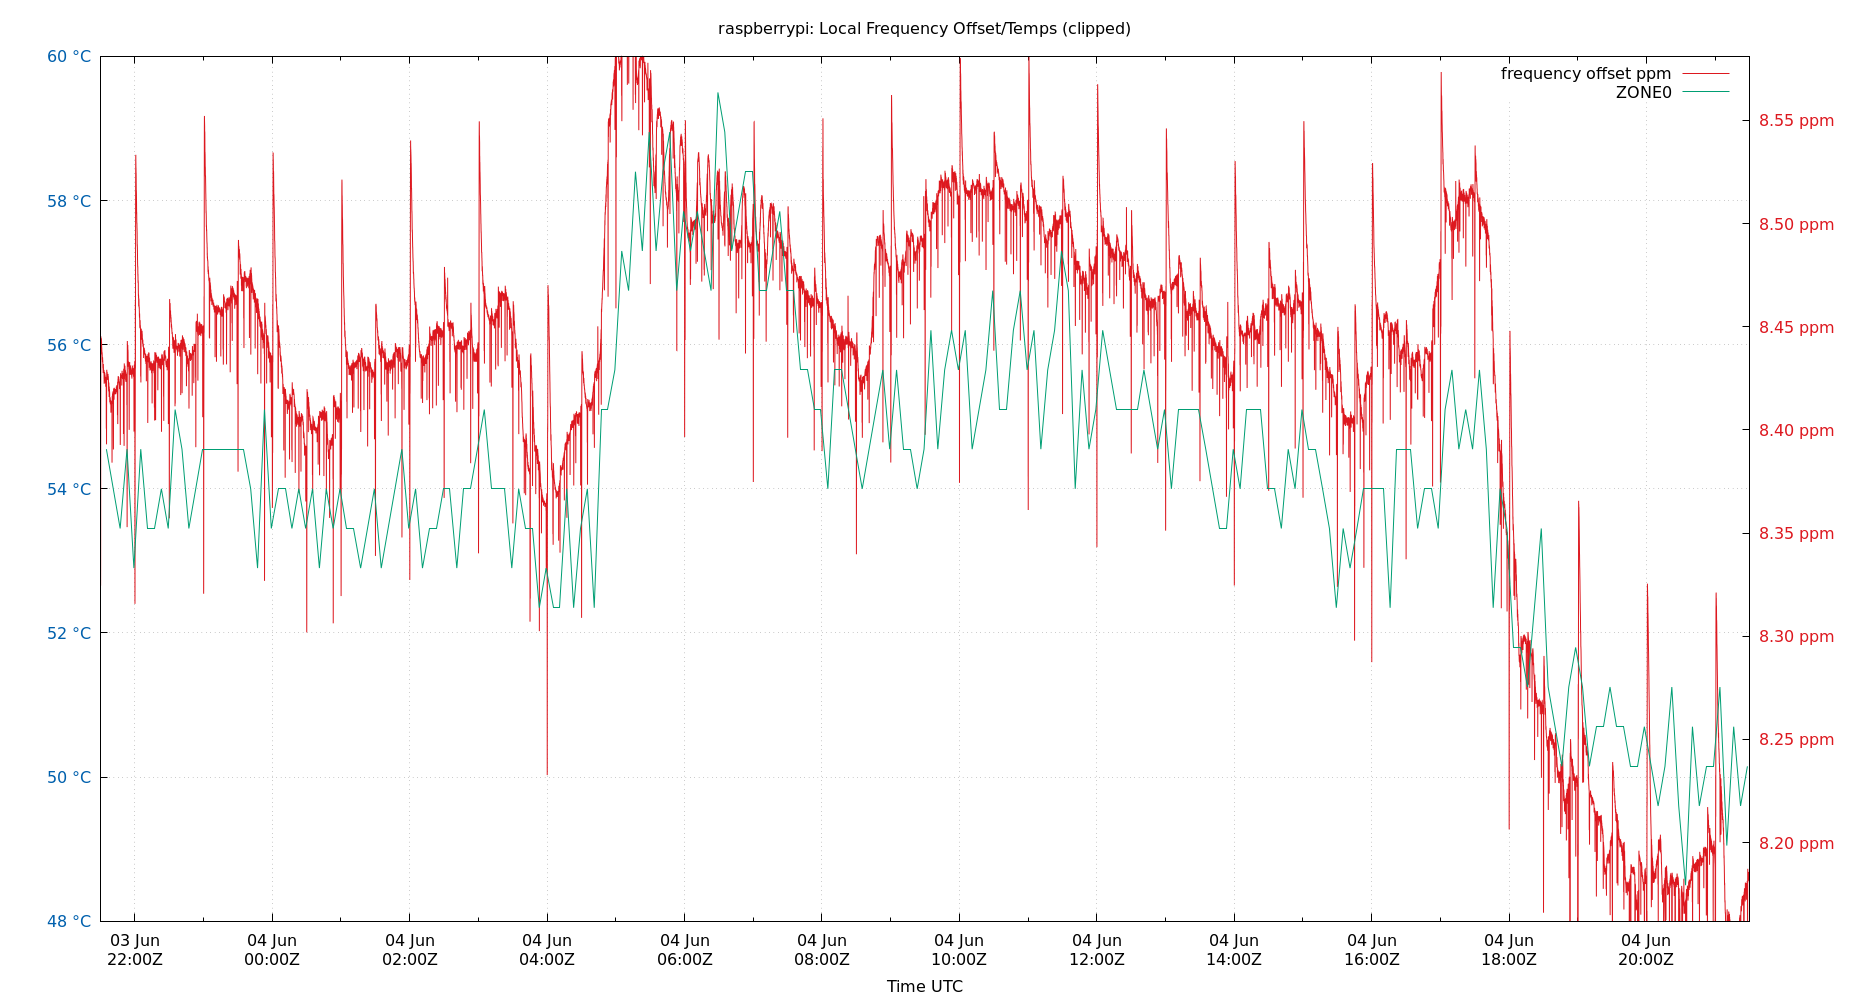 raspberrypi: Local Frequency Offset/Temps (clipped)
frequency offset ppm
ZONE0
60 °C
58 °C
56 °C
54 °C
52 °C
50 °C
48 °C
8.55 ppm
8.50 ppm
8.45 ppm
8.40 ppm
8.35 ppm
8.30 ppm
8.25 ppm
8.20 ppm
03 Jun 04 Jun 04 Jun 04 Jun 04 Jun 04 Jun 04 Jun 04 Jun 04 Jun 04 Jun 04 Jun 04 Jun
22:00Z 00:00Z 02:00Z 04:00Z 06:00Z 08:00Z 10:00Z 12:00Z 14:00Z 16:00Z 18:00Z 20:00Z
Time UTC